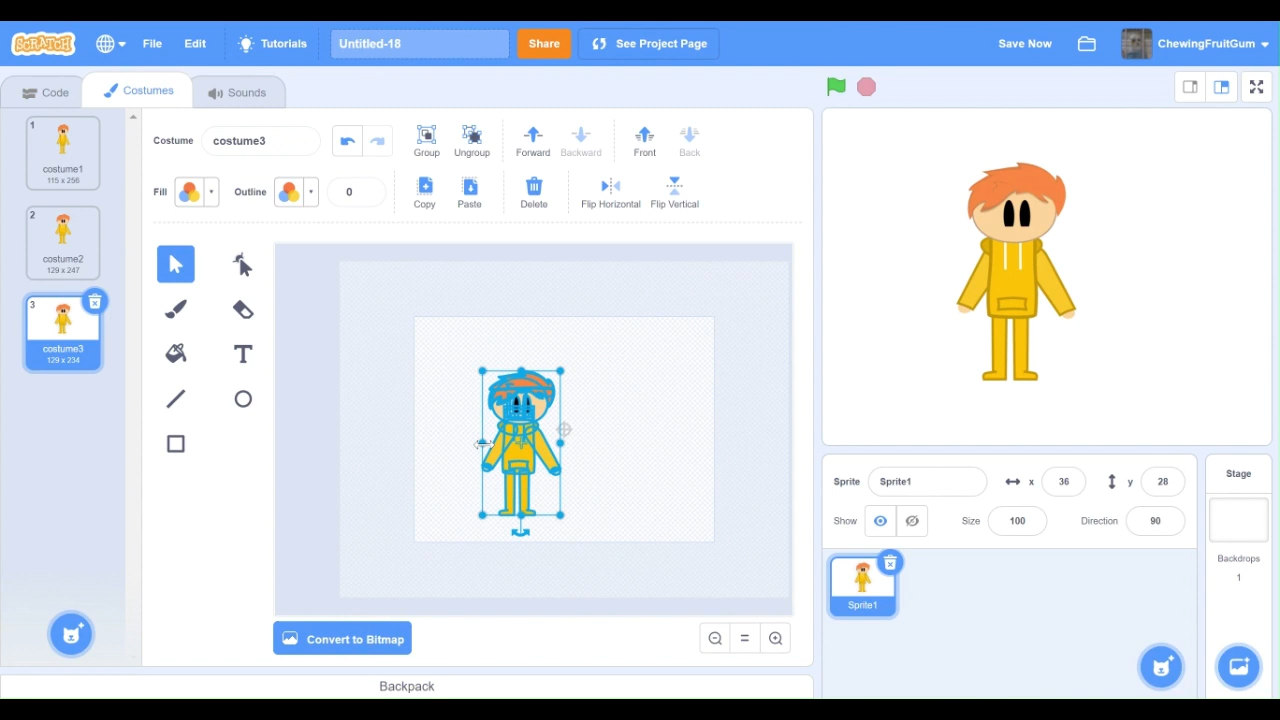 SCRATCH File Edit Tutorials Untitled-18 Share See Project Page Save Now ChewingFruitGum
Code Costumes Sounds
1
costume1
115 x 256
2
costume2
129 x 247
3
costume3
129 x 234
Costume costume3 Group Ungroup Forward Backward Front Back
Fill Outline 0 Copy Paste Delete Flip Horizontal Flip Vertical
Convert to Bitmap
Backpack
Sprite Sprite1 x 36 y 28
Show Size 100 Direction 90
Sprite1
Stage
Backdrops
1